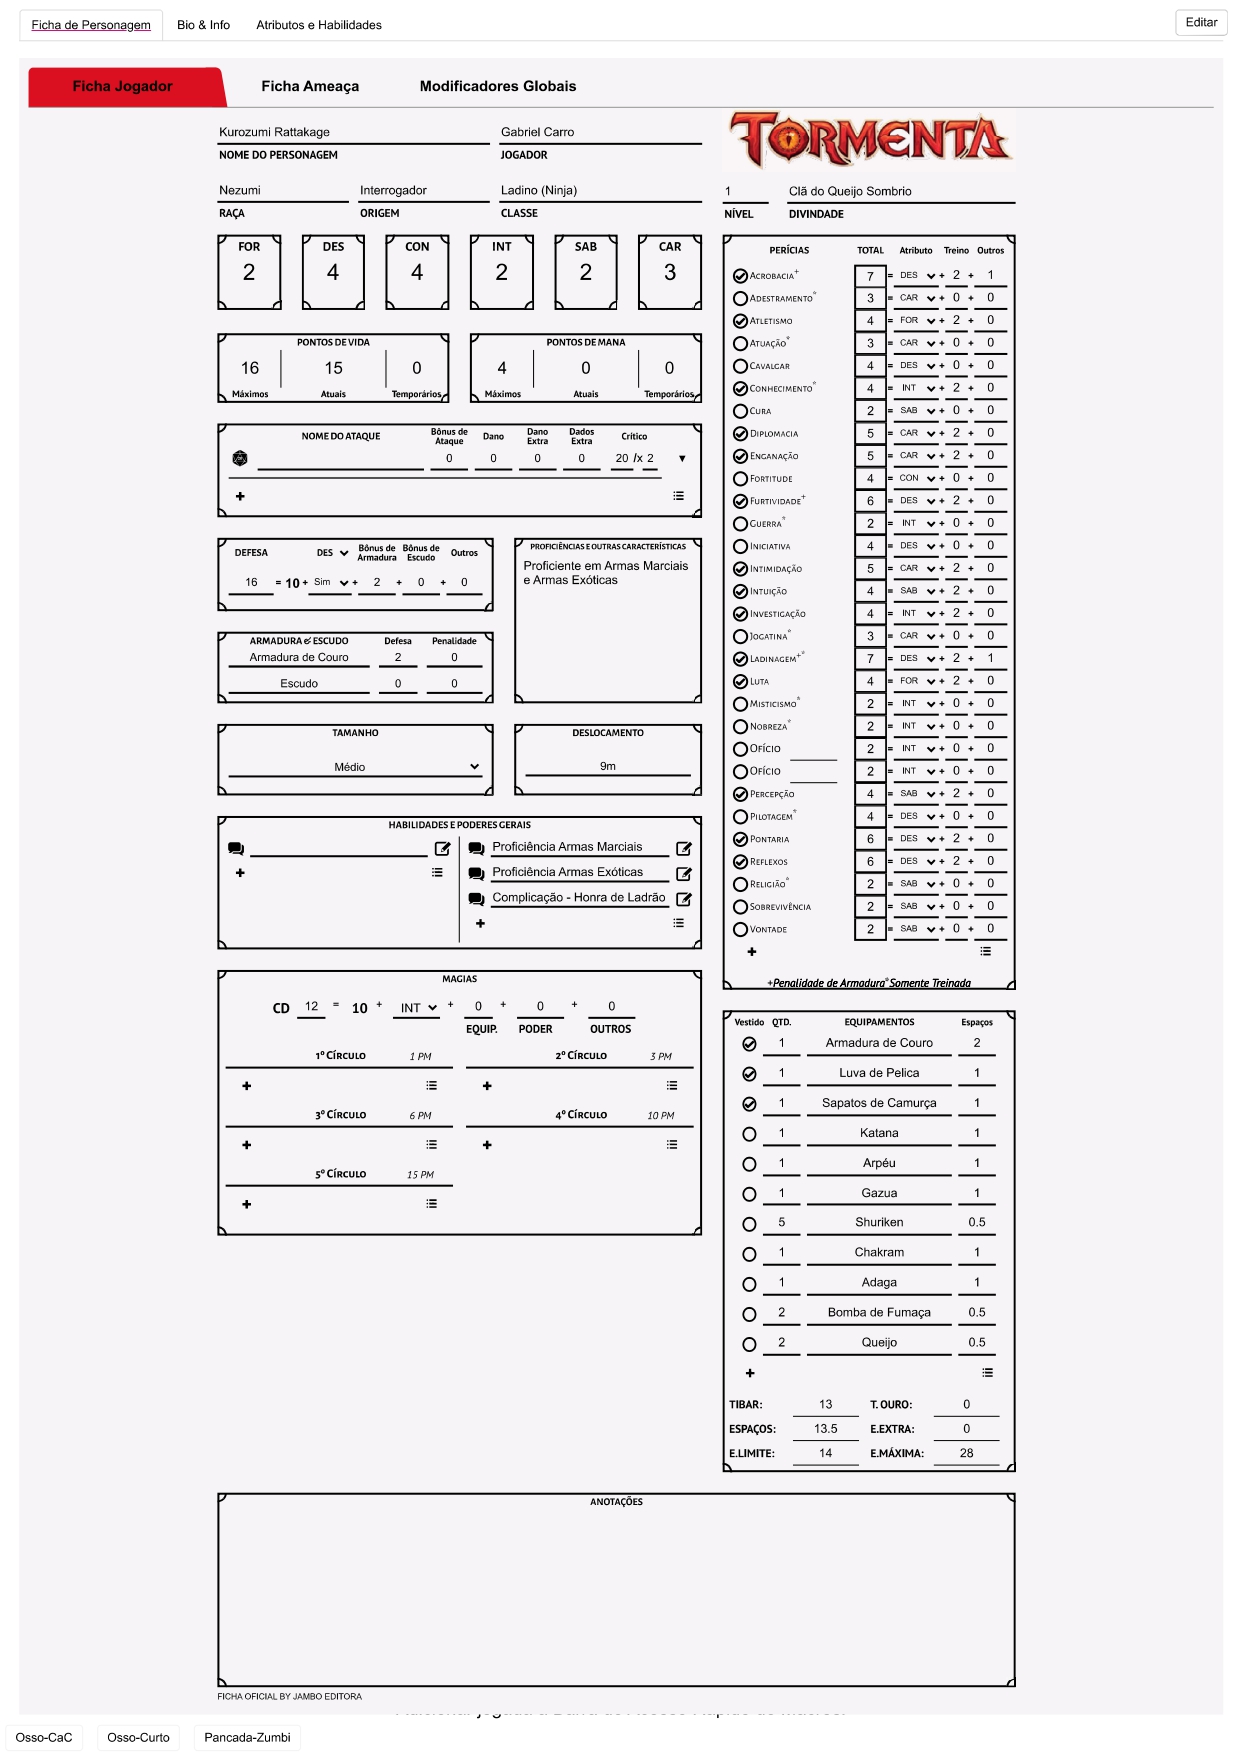 Ficha de Personagem Bio & Info Atributos e Habilidades Editar
Ficha Jogador Ficha Ameaça Modificadores Globais
Kurozumi Rattakage Gabriel Carro TORMENTA
NOME DO PERSONAGEM JOGADOR
Nezumi Interrogador Ladino (Ninja) 1 Clã do Queijo Sombrio
RAÇA ORIGEM CLASSE NÍVEL DIVINDADE
FOR DES CON INT SAB CAR
2 4 4 2 2 3
PONTOS DE VIDA
16 15 0
Máximos Atuais Temporários
PONTOS DE MANA
4 0 0
Máximos Atuais Temporários
NOME DO ATAQUE Bônus de Ataque Dano Dano Extra Dados Extra Crítico
0 0 0 0 20 /x 2 ▼
+
DEFESA DES Bônus de Armadura Bônus de Escudo Outros
16 = 10 + Sim + 2 + 0 + 0
PROFICIÊNCIAS E OUTRAS CARACTERÍSTICAS
Proficiente em Armas Marciais
e Armas Exóticas
ARMADURA & ESCUDO Defesa Penalidade
Armadura de Couro 2 0
Escudo 0 0
TAMANHO
Médio
DESLOCAMENTO
9m
HABILIDADES E PODERES GERAIS
Proficiência Armas Marciais
+ Proficiência Armas Exóticas
Complicação - Honra de Ladrão
+
MAGIAS
CD 12 = 10 + INT + 0 + 0 + 0
EQUIP. PODER OUTROS
1º CÍRCULO 1 PM 2º CÍRCULO 3 PM
+ +
3º CÍRCULO 6 PM 4º CÍRCULO 10 PM
+ +
5º CÍRCULO 15 PM
+
PERÍCIAS TOTAL Atributo Treino Outros
ACROBACIA+ 7 = DES + 2 + 1
ADESTRAMENTO* 3 = CAR + 0 + 0
ATLETISMO 4 = FOR + 2 + 0
ATUAÇÃO* 3 = CAR + 0 + 0
CAVALGAR 4 = DES + 0 + 0
CONHECIMENTO* 4 = INT + 2 + 0
CURA 2 = SAB + 0 + 0
DIPLOMACIA 5 = CAR + 2 + 0
ENGANAÇÃO 5 = CAR + 2 + 0
FORTITUDE 4 = CON + 0 + 0
FURTIVIDADE+ 6 = DES + 2 + 0
GUERRA* 2 = INT + 0 + 0
INICIATIVA 4 = DES + 0 + 0
INTIMIDAÇÃO 5 = CAR + 2 + 0
INTUIÇÃO 4 = SAB + 2 + 0
INVESTIGAÇÃO 4 = INT + 2 + 0
JOGATINA* 3 = CAR + 0 + 0
LADINAGEM+* 7 = DES + 2 + 1
LUTA 4 = FOR + 2 + 0
MISTICISMO* 2 = INT + 0 + 0
NOBREZA* 2 = INT + 0 + 0
OFÍCIO 2 = INT + 0 + 0
OFÍCIO 2 = INT + 0 + 0
PERCEPÇÃO 4 = SAB + 2 + 0
PILOTAGEM* 4 = DES + 0 + 0
PONTARIA 6 = DES + 2 + 0
REFLEXOS 6 = DES + 2 + 0
RELIGIÃO* 2 = SAB + 0 + 0
SOBREVIVÊNCIA 2 = SAB + 0 + 0
VONTADE 2 = SAB + 0 + 0
+
+Penalidade de Armadura*Somente Treinada
Vestido QTD. EQUIPAMENTOS Espaços
1 Armadura de Couro 2
1 Luva de Pelica 1
1 Sapatos de Camurça 1
1 Katana 1
1 Arpéu 1
1 Gazua 1
5 Shuriken 0.5
1 Chakram 1
1 Adaga 1
2 Bomba de Fumaça 0.5
2 Queijo 0.5
+
TIBAR: 13 T. OURO: 0
ESPAÇOS: 13.5 E.EXTRA: 0
E.LIMITE: 14 E.MÁXIMA: 28
ANOTAÇÕES
FICHA OFICIAL BY JAMBO EDITORA
Osso-CaC Osso-Curto Pancada-Zumbi